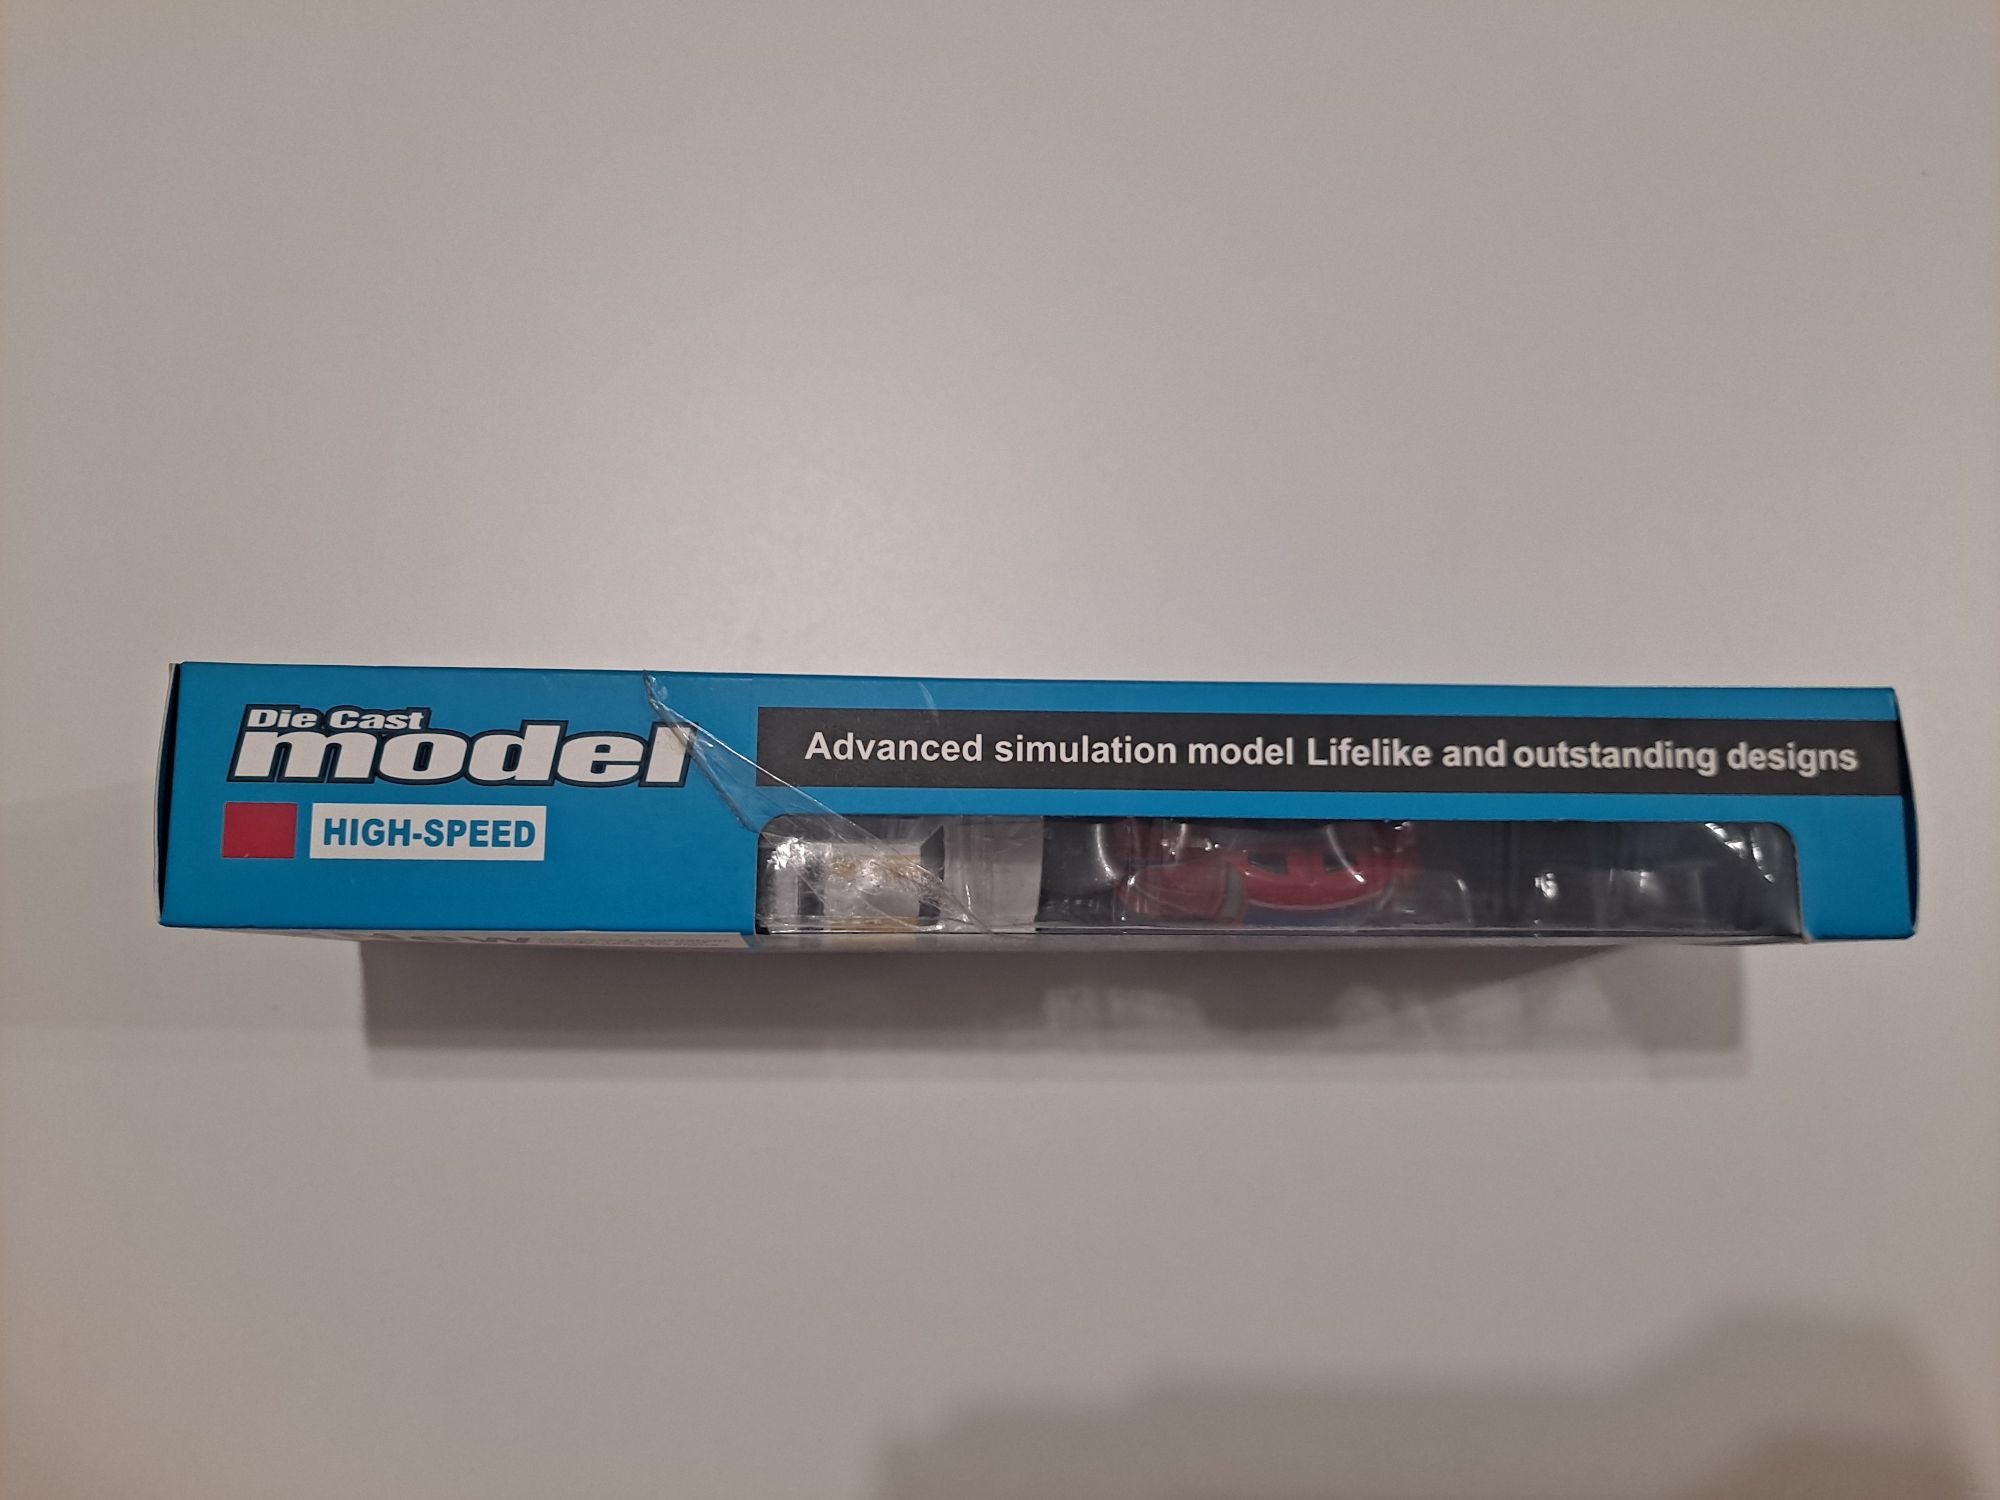 Die Cast
model
HIGH-SPEED
Advanced simulation model Lifelike and outstanding designs